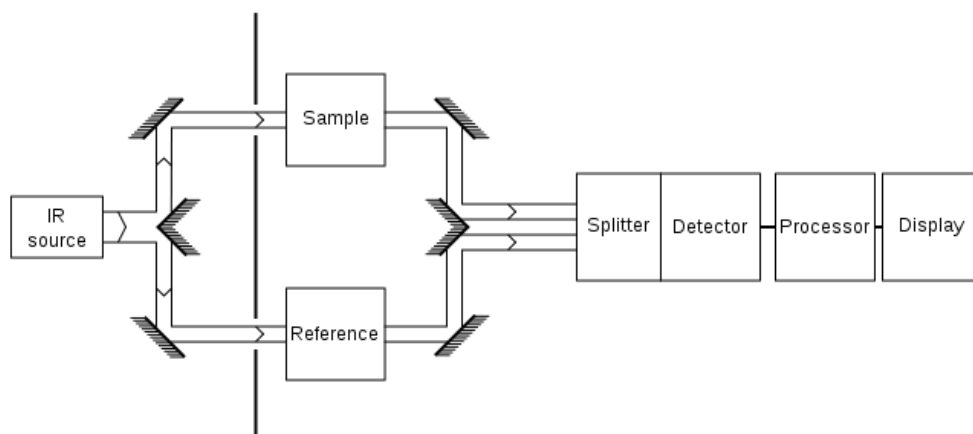 Sample
IR
source
Splitter
Detector
Processor
Display
Reference